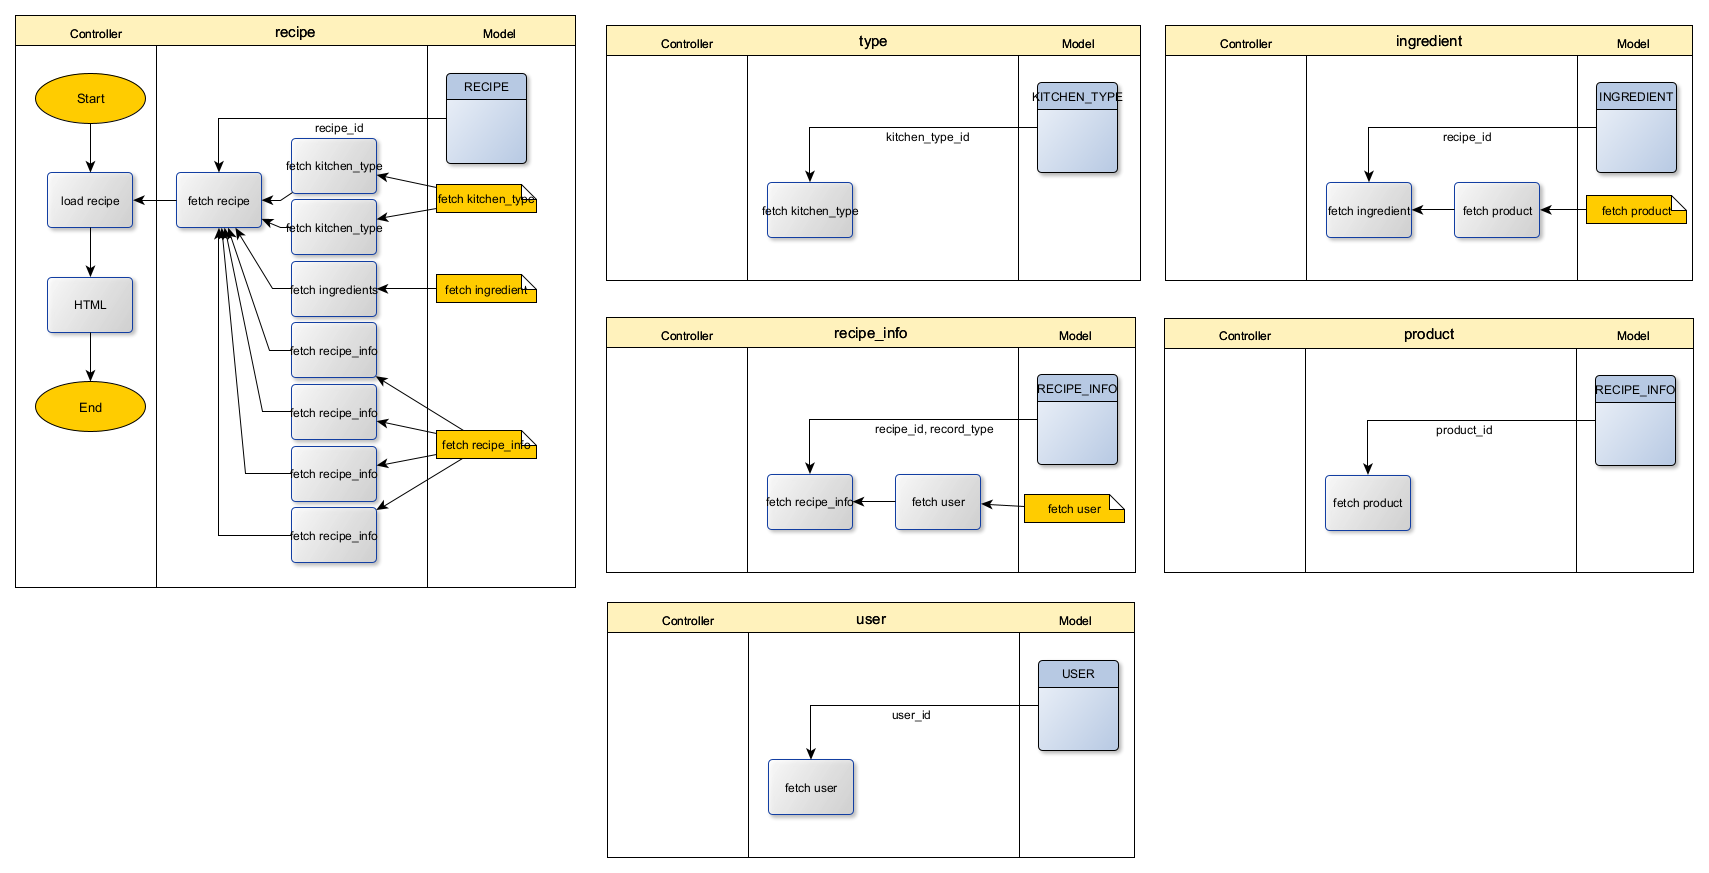 Controller
recipe
Model
Start
RECIPE
recipe_id
fetch kitchen_type
load recipe
fetch recipe
fetch kitchen_type
fetch kitchen_type
fetch ingredients
fetch ingredient
HTML
fetch recipe_info
End
fetch recipe_info
fetch recipe_info
fetch recipe_info
fetch recipe_info
Controller
type
Model
KITCHEN_TYPE
kitchen_type_id
fetch kitchen_type
Controller
ingredient
Model
INGREDIENT
recipe_id
fetch ingredient
fetch product
fetch product
Controller
recipe_info
Model
RECIPE_INFO
recipe_id, record_type
fetch recipe_info
fetch user
fetch user
Controller
product
Model
RECIPE_INFO
product_id
fetch product
Controller
user
Model
USER
user_id
fetch user